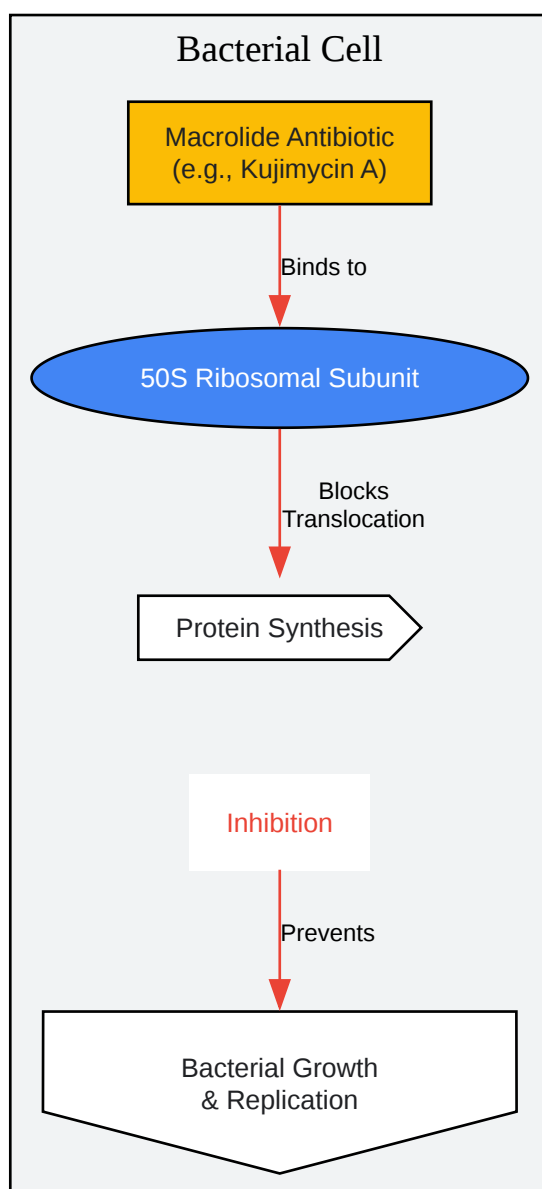 Bacterial Cell
Macrolide Antibiotic
(e.g., Kujimycin A)
Binds to
50S Ribosomal Subunit
Blocks
Translocation
Protein Synthesis
Inhibition
Prevents
Bacterial Growth
& Replication